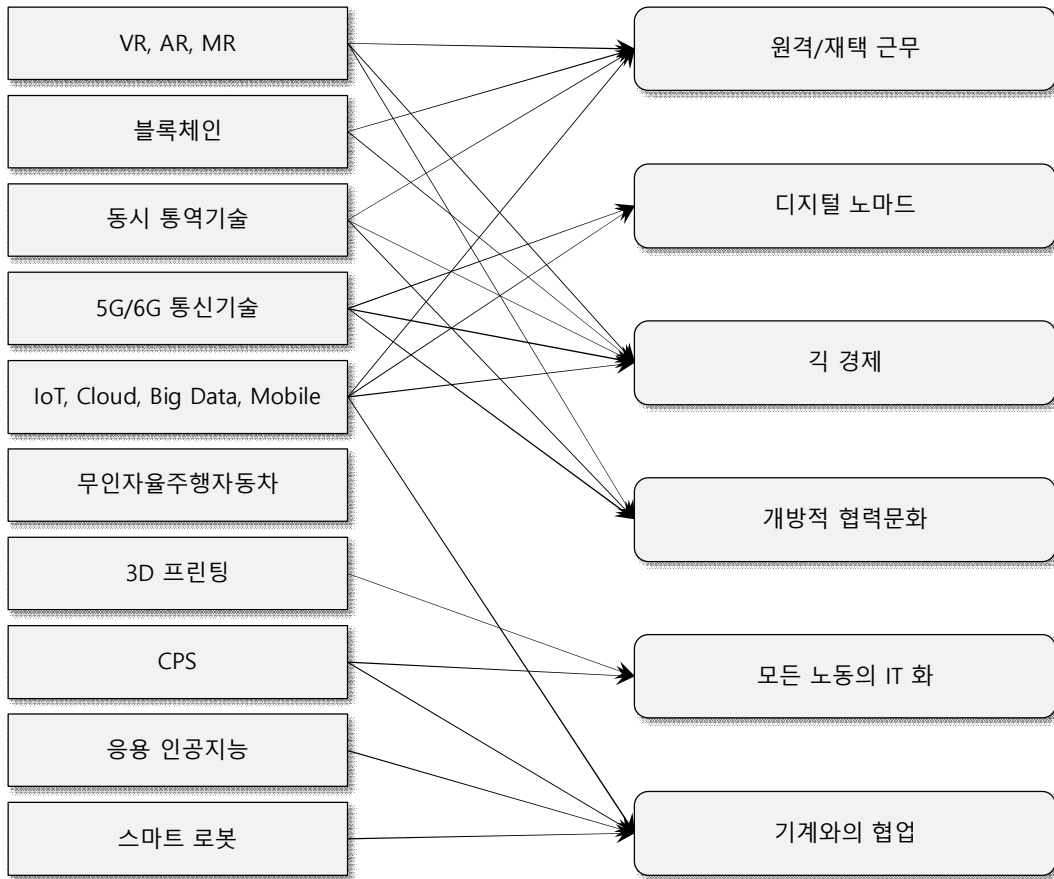 VR, AR, MR
블록체인
동시 통역기술
5G/6G 통신기술
IoT, Cloud, Big Data, Mobile
무인자율주행자동차
3D 프린팅
CPS
응용 인공지능
스마트 로봇
원격/재택 근무
디지털 노마드
긱 경제
개방적 협력문화
모든 노동의 IT 화
기계와의 협업